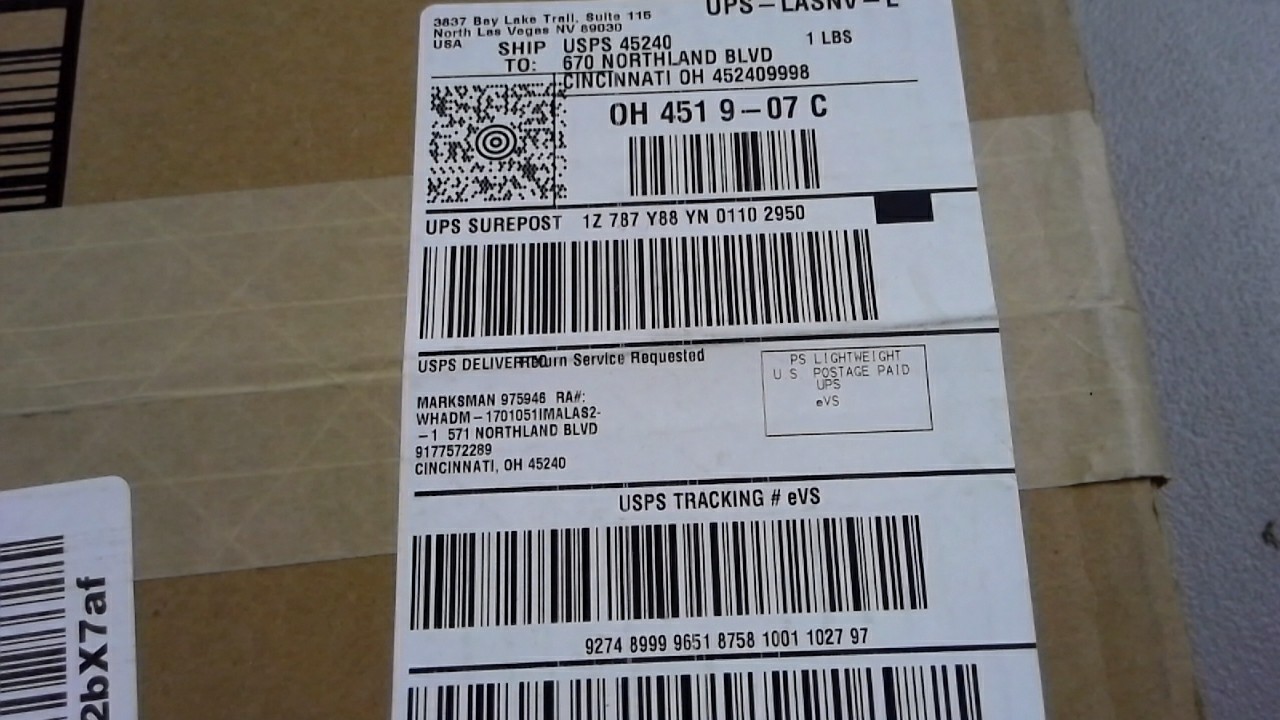 3837 Bay Lake Trail, Suite 115
North Las Vegas NV 89030
USA
UPS-LASNV-L
1 LBS
SHIP TO:
USPS 45240
670 NORTHLAND BLVD
CINCINNATI OH 452409998
OH 451 9-07 C
UPS SUREPOST 1Z 787 Y88 YN 0110 2950
USPS DELIVER TO:
Return Service Requested
PS LIGHTWEIGHT
U S POSTAGE PAID
UPS
eVS
MARKSMAN 975946 RA#:
WHADM-1701051IMALAS2-
-1 571 NORTHLAND BLVD
9177572289
CINCINNATI, OH 45240
USPS TRACKING # eVS
9274 8999 9651 8758 1001 1027 97
2bX7af